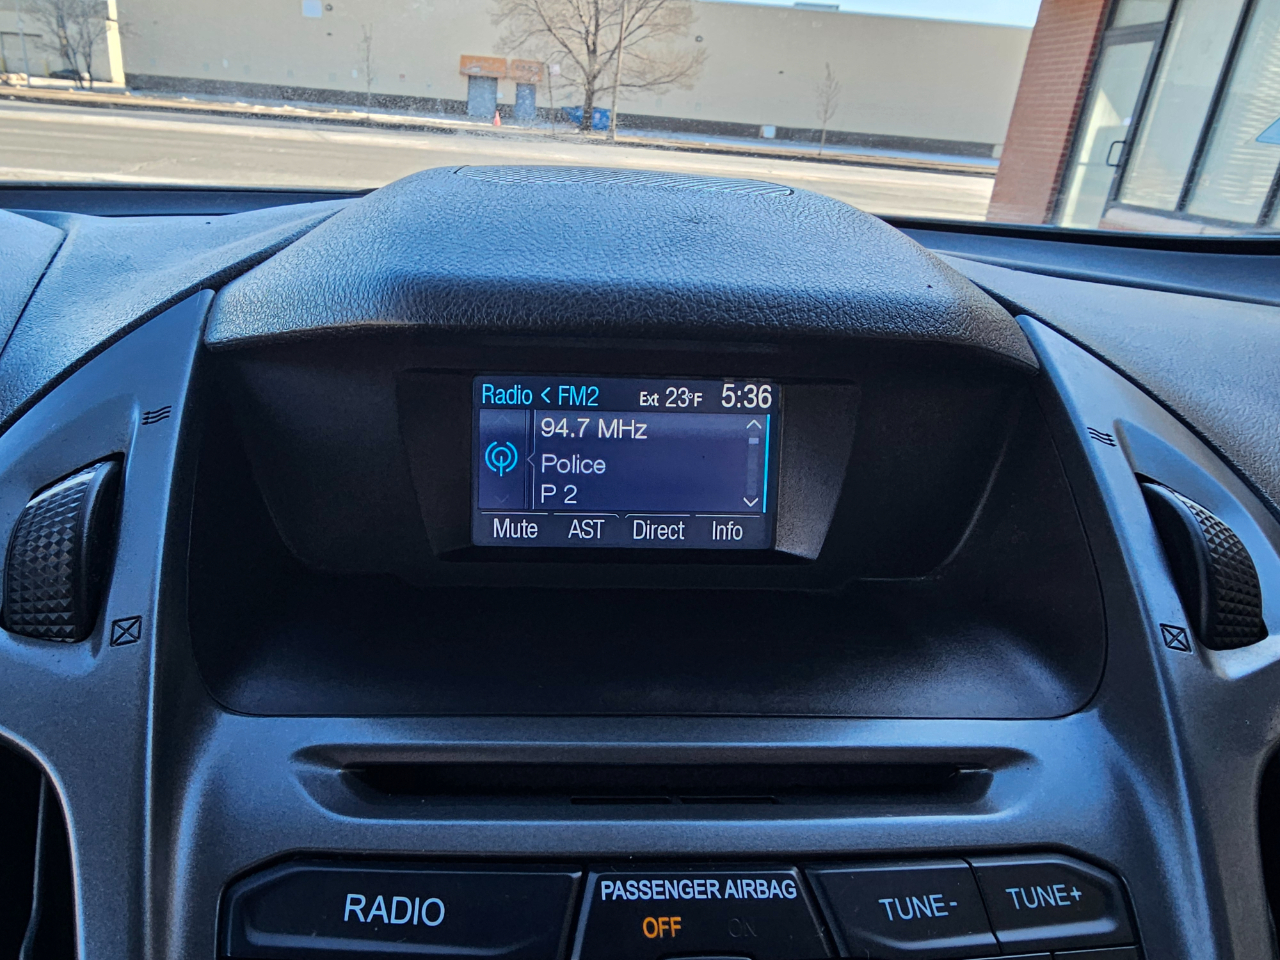 Radio < FM2 Ext 23°F 5:36
94.7 MHz
Police
P 2
Mute AST Direct Info
RADIO
PASSENGER AIRBAG
OFF ON
TUNE- TUNE+